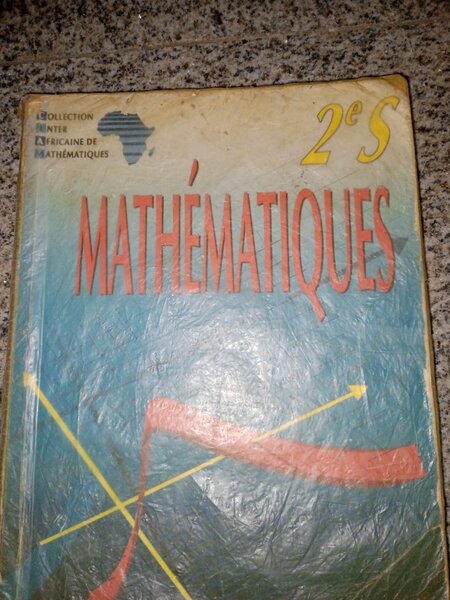 COLLECTION
INTER
AFRICAINE DE
MATHÉMATIQUES
2e S
MATHÉMATIQUES